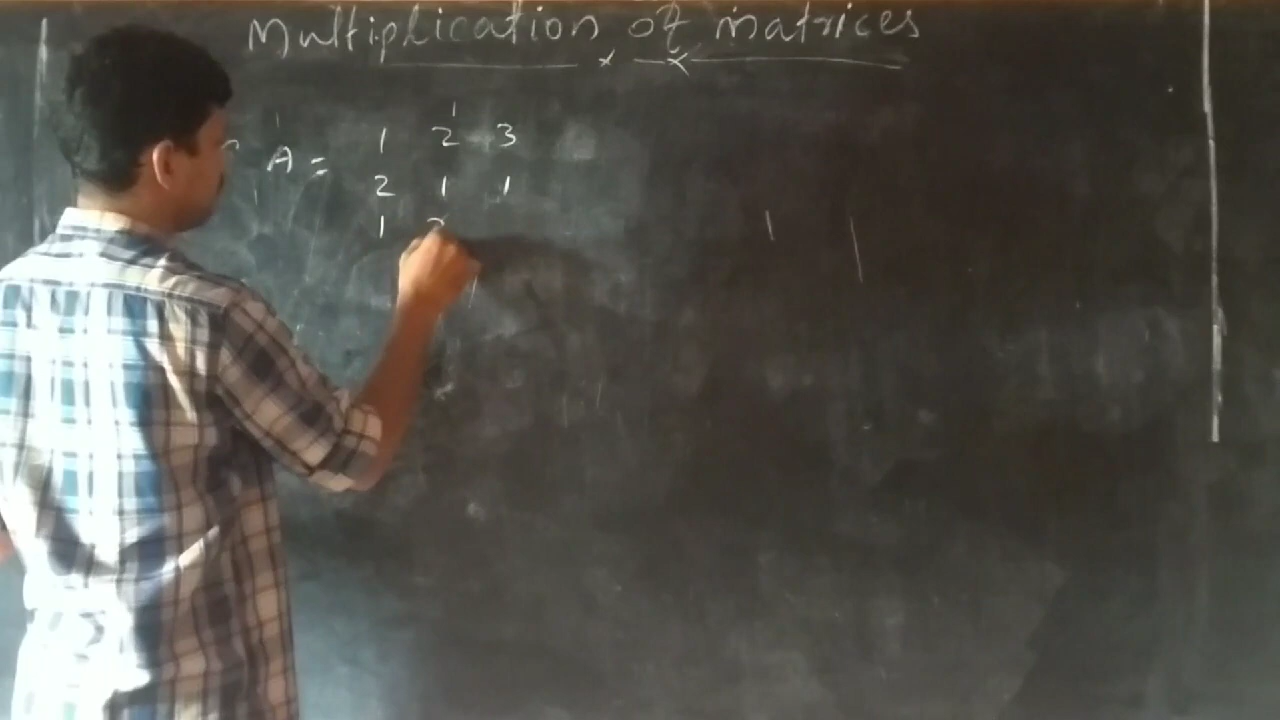 Multiplication of matrices
A = 1 2 3
2 1 1
1